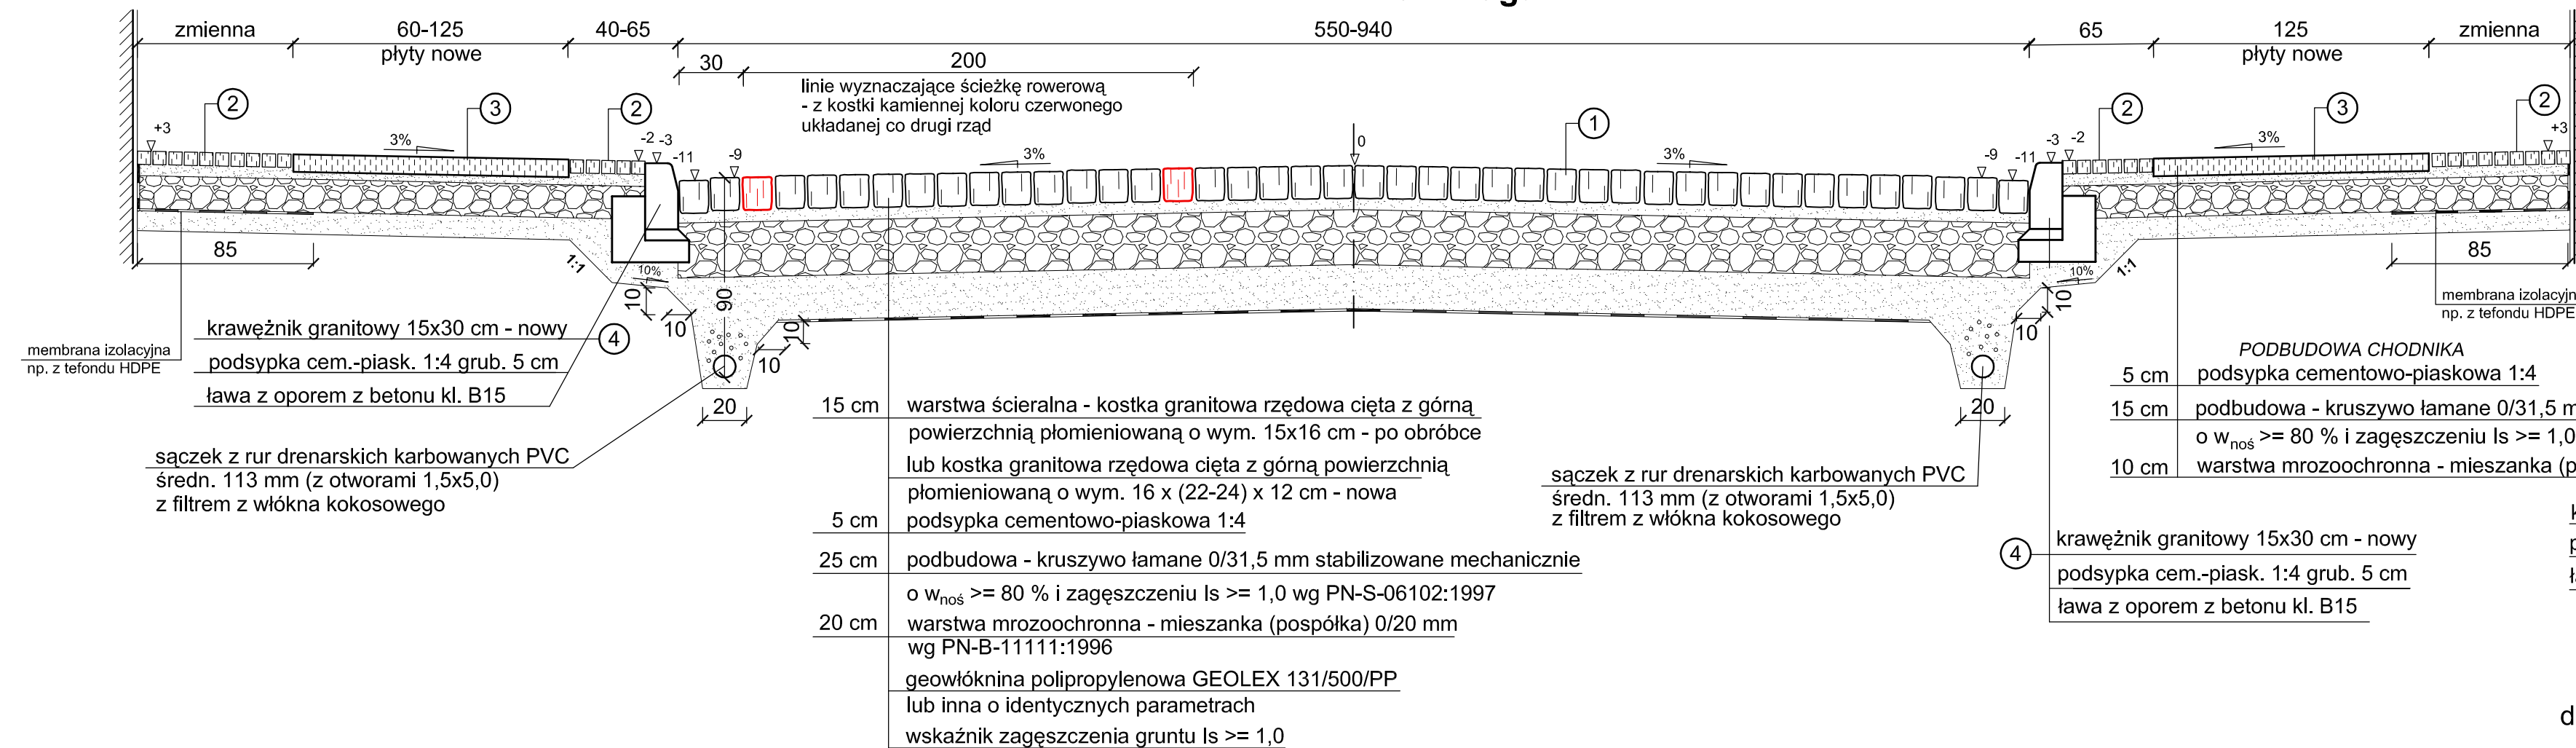 zmienna 60-125 40-65 550-940 65 125 zmienna
płyty nowe płyty nowe
30 200
linie wyznaczające ścieżkę rowerową
- z kostki kamiennej koloru czerwonego
układanej co drugi rząd
2 3 2 1 2 3 2
+3 3% -2 -3 -11 -9 3% 0 3% -9 -11 -3 -2 3% +3
85 1:1 10% 10 10 90 10 10 20
10% 1:1 10 10 20 85
membrana izolacyjna
np. z tefondu HDPE
krawężnik granitowy 15x30 cm - nowy
podsypka cem.-piask. 1:4 grub. 5 cm
ława z oporem z betonu kl. B15
4
sączek z rur drenarskich karbowanych PVC
średn. 113 mm (z otworami 1,5x5,0)
z filtrem z włókna kokosowego
15 cm warstwa ścieralna - kostka granitowa rzędowa cięta z górną
powierzchnią płomieniowaną o wym. 15x16 cm - po obróbce
lub kostka granitowa rzędowa cięta z górną powierzchnią
płomieniowaną o wym. 16 x (22-24) x 12 cm - nowa
5 cm podsypka cementowo-piaskowa 1:4
25 cm podbudowa - kruszywo łamane 0/31,5 mm stabilizowane mechanicznie
o wnoś >= 80 % i zagęszczeniu Is >= 1,0 wg PN-S-06102:1997
20 cm warstwa mrozoochronna - mieszanka (pospółka) 0/20 mm
wg PN-B-11111:1996
geowłóknina polipropylenowa GEOLEX 131/500/PP
lub inna o identycznych parametrach
wskaźnik zagęszczenia gruntu Is >= 1,0
sączek z rur drenarskich karbowanych PVC
średn. 113 mm (z otworami 1,5x5,0)
z filtrem z włókna kokosowego
membrana izolacyjn
np. z tefondu HDPE
PODBUDOWA CHODNIKA
5 cm podsypka cementowo-piaskowa 1:4
15 cm podbudowa - kruszywo łamane 0/31,5 m
o wnoś >= 80 % i zagęszczeniu Is >= 1,0
10 cm warstwa mrozoochronna - mieszanka (p
4
krawężnik granitowy 15x30 cm - nowy
podsypka cem.-piask. 1:4 grub. 5 cm
ława z oporem z betonu kl. B15
d